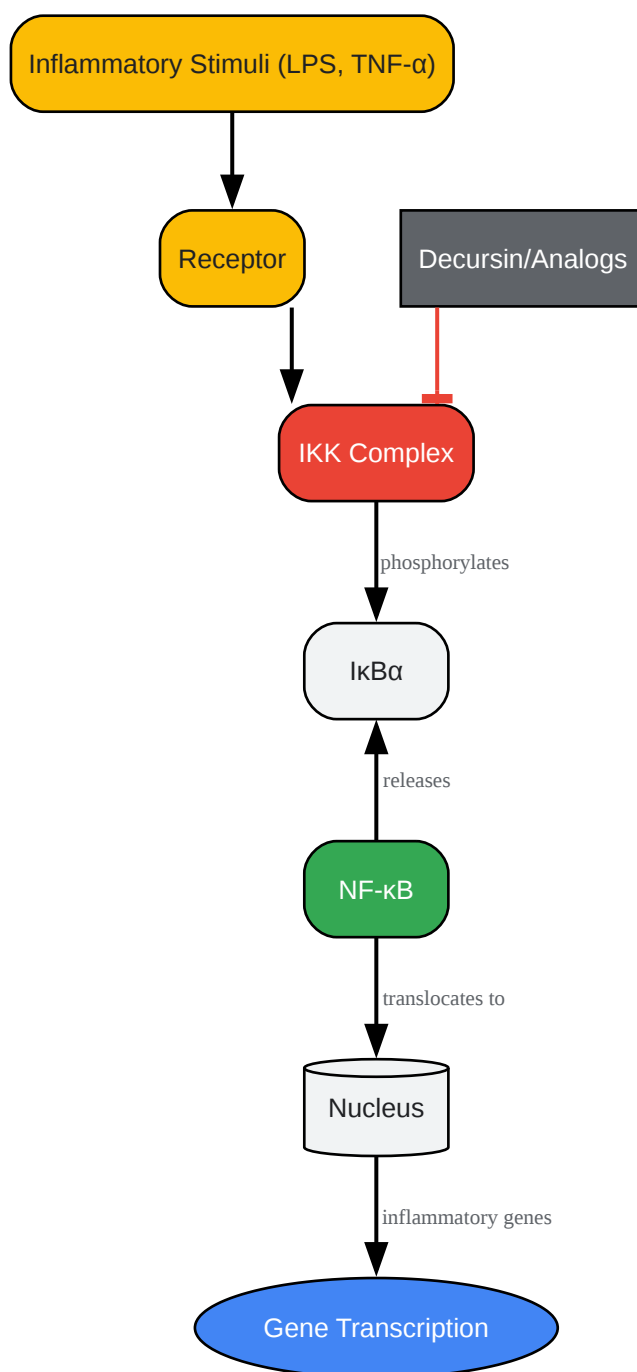 Inflammatory Stimuli (LPS, TNF-α)
Receptor
Decursin/Analogs
IKK Complex
phosphorylates
IκBα
releases
NF-κB
translocates to
Nucleus
inflammatory genes
Gene Transcription